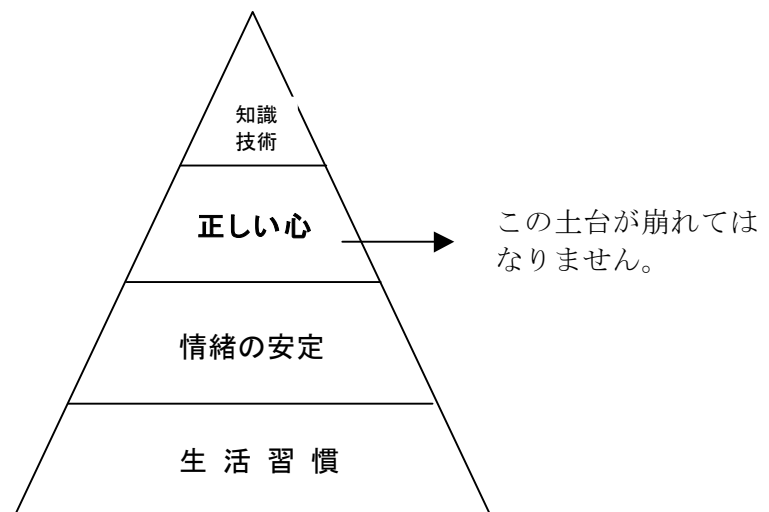 知識
技術
正しい心
この土台が崩れては
なりません。
情緒の安定
生活習慣